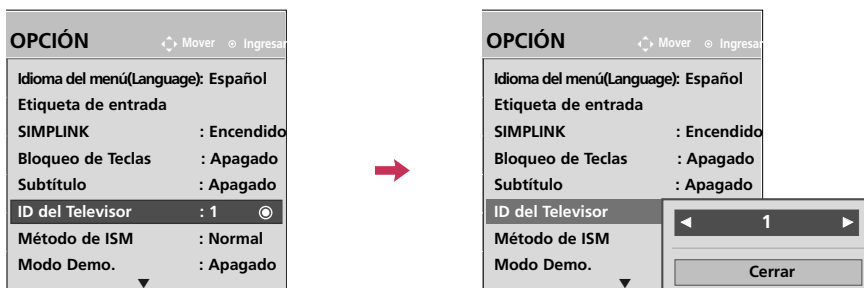 OPCIÓN Mover Ingresar
Idioma del menú(Language): Español
Etiqueta de entrada
SIMPLINK : Encendido
Bloqueo de Teclas : Apagado
Subtítulo : Apagado
ID del Televisor : 1
Método de ISM : Normal
Modo Demo. : Apagado
OPCIÓN Mover Ingresar
Idioma del menú(Language): Español
Etiqueta de entrada
SIMPLINK : Encendido
Bloqueo de Teclas : Apagado
Subtítulo : Apagado
ID del Televisor
Método de ISM
Modo Demo.
1
Cerrar